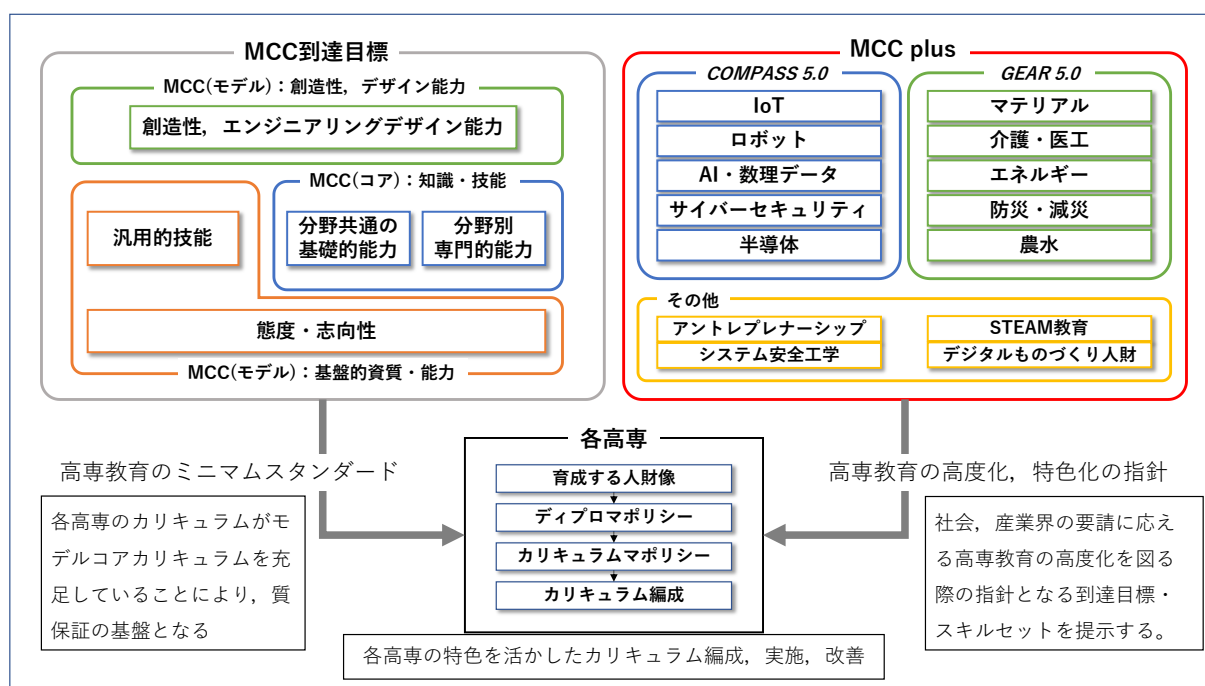 MCC到達目標
MCC(モデル)：創造性，デザイン能力
創造性，エンジニアリングデザイン能力
MCC(コア)：知識・技能
汎用的技能
分野共通の
基礎的能力
分野別
専門的能力
態度・志向性
MCC(モデル)：基盤的資質・能力
MCC plus
COMPASS 5.0
IoT
ロボット
AI・数理データ
サイバーセキュリティ
半導体
GEAR 5.0
マテリアル
介護・医工
エネルギー
防災・減災
農水
その他
アントレプレナーシップ
システム安全工学
STEAM教育
デジタルものづくり人財
高専教育のミニマムスタンダード
各高専のカリキュラムがモ
デルコアカリキュラムを充
足していることにより，質
保証の基盤となる
各高専
育成する人財像
ディプロマポリシー
カリキュラムマポリシー
カリキュラム編成
各高専の特色を活かしたカリキュラム編成，実施，改善
高専教育の高度化，特色化の指針
社会，産業界の要請に応え
る高専教育の高度化を図る
際の指針となる到達目標・
スキルセットを提示する。